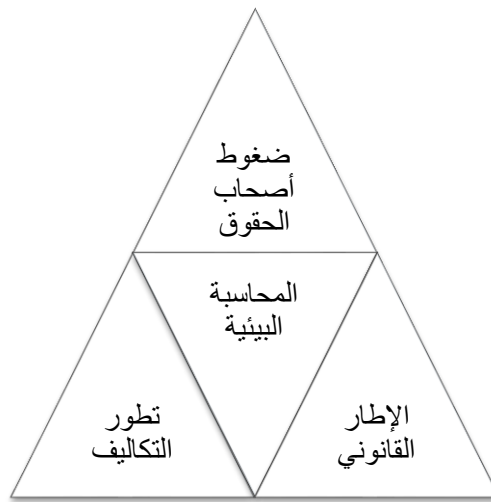 ضغوط
أصحاب
الحقوق
المحاسبة
البيئية
الإطار
القانوني
تطور
التكاليف